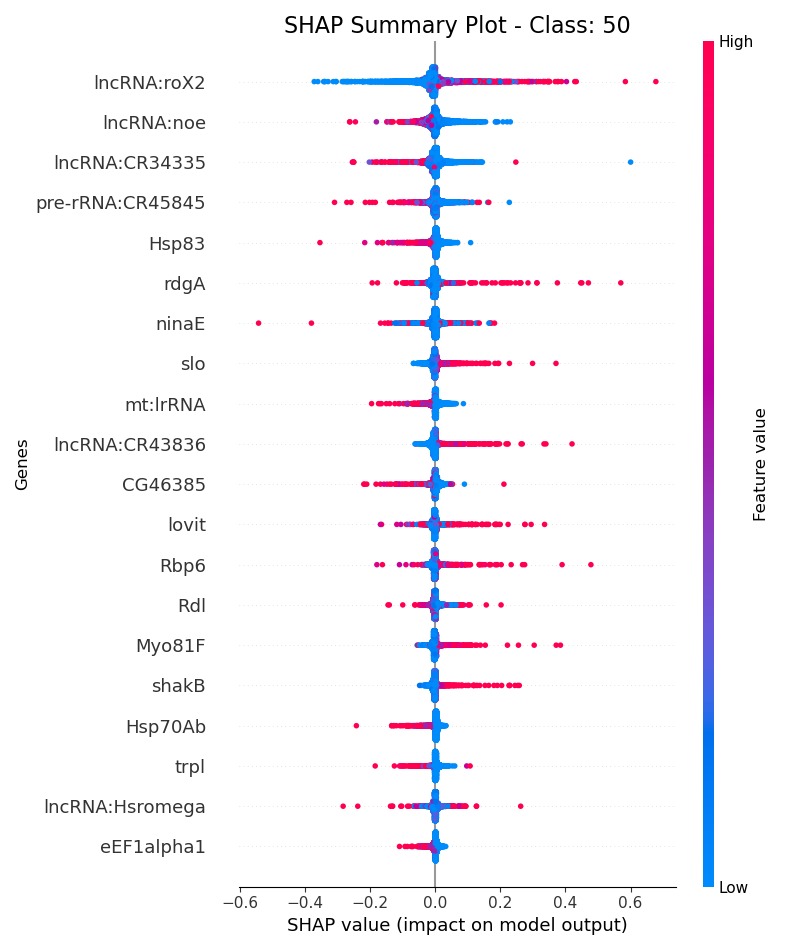 SHAP Summary Plot - Class: 50
High
lncRNA:roX2
lncRNA:noe
lncRNA:CR34335
pre-rRNA:CR45845
Hsp83
rdgA
ninaE
slo
mt:lrRNA
lncRNA:CR43836
CG46385
lovit
Rbp6
Rdl
Myo81F
shakB
Hsp70Ab
trpl
lncRNA:Hsromega
eEF1alpha1
Genes
Feature value
Low
−0.6 −0.4 −0.2 0.0 0.2 0.4 0.6
SHAP value (impact on model output)